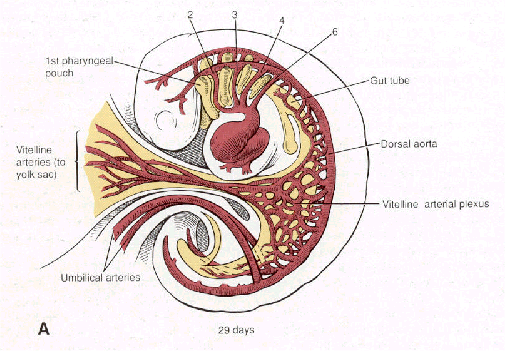 2
3
4
6
1st pharyngeal
pouch
Gut tube
Dorsal aorta
Vitelline
arteries (to
yolk sac)
Vitelline arterial plexus
Umbilical arteries
A
29 days